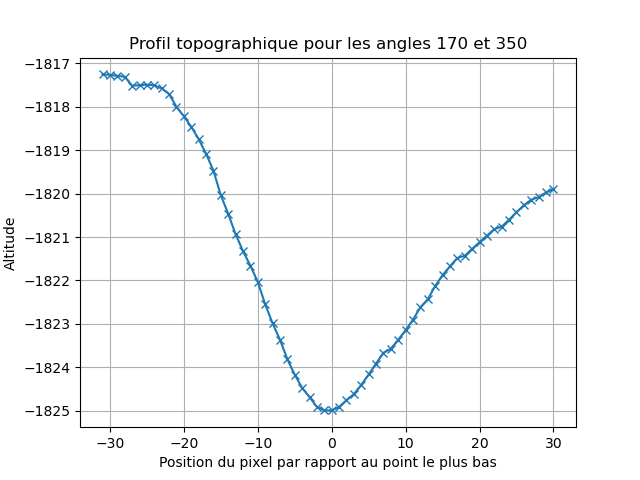 Profil topographique pour les angles 170 et 350
−1817
−1818
−1819
−1820
−1821
−1822
−1823
−1824
−1825
Altitude
−30 −20 −10 0 10 20 30
Position du pixel par rapport au point le plus bas